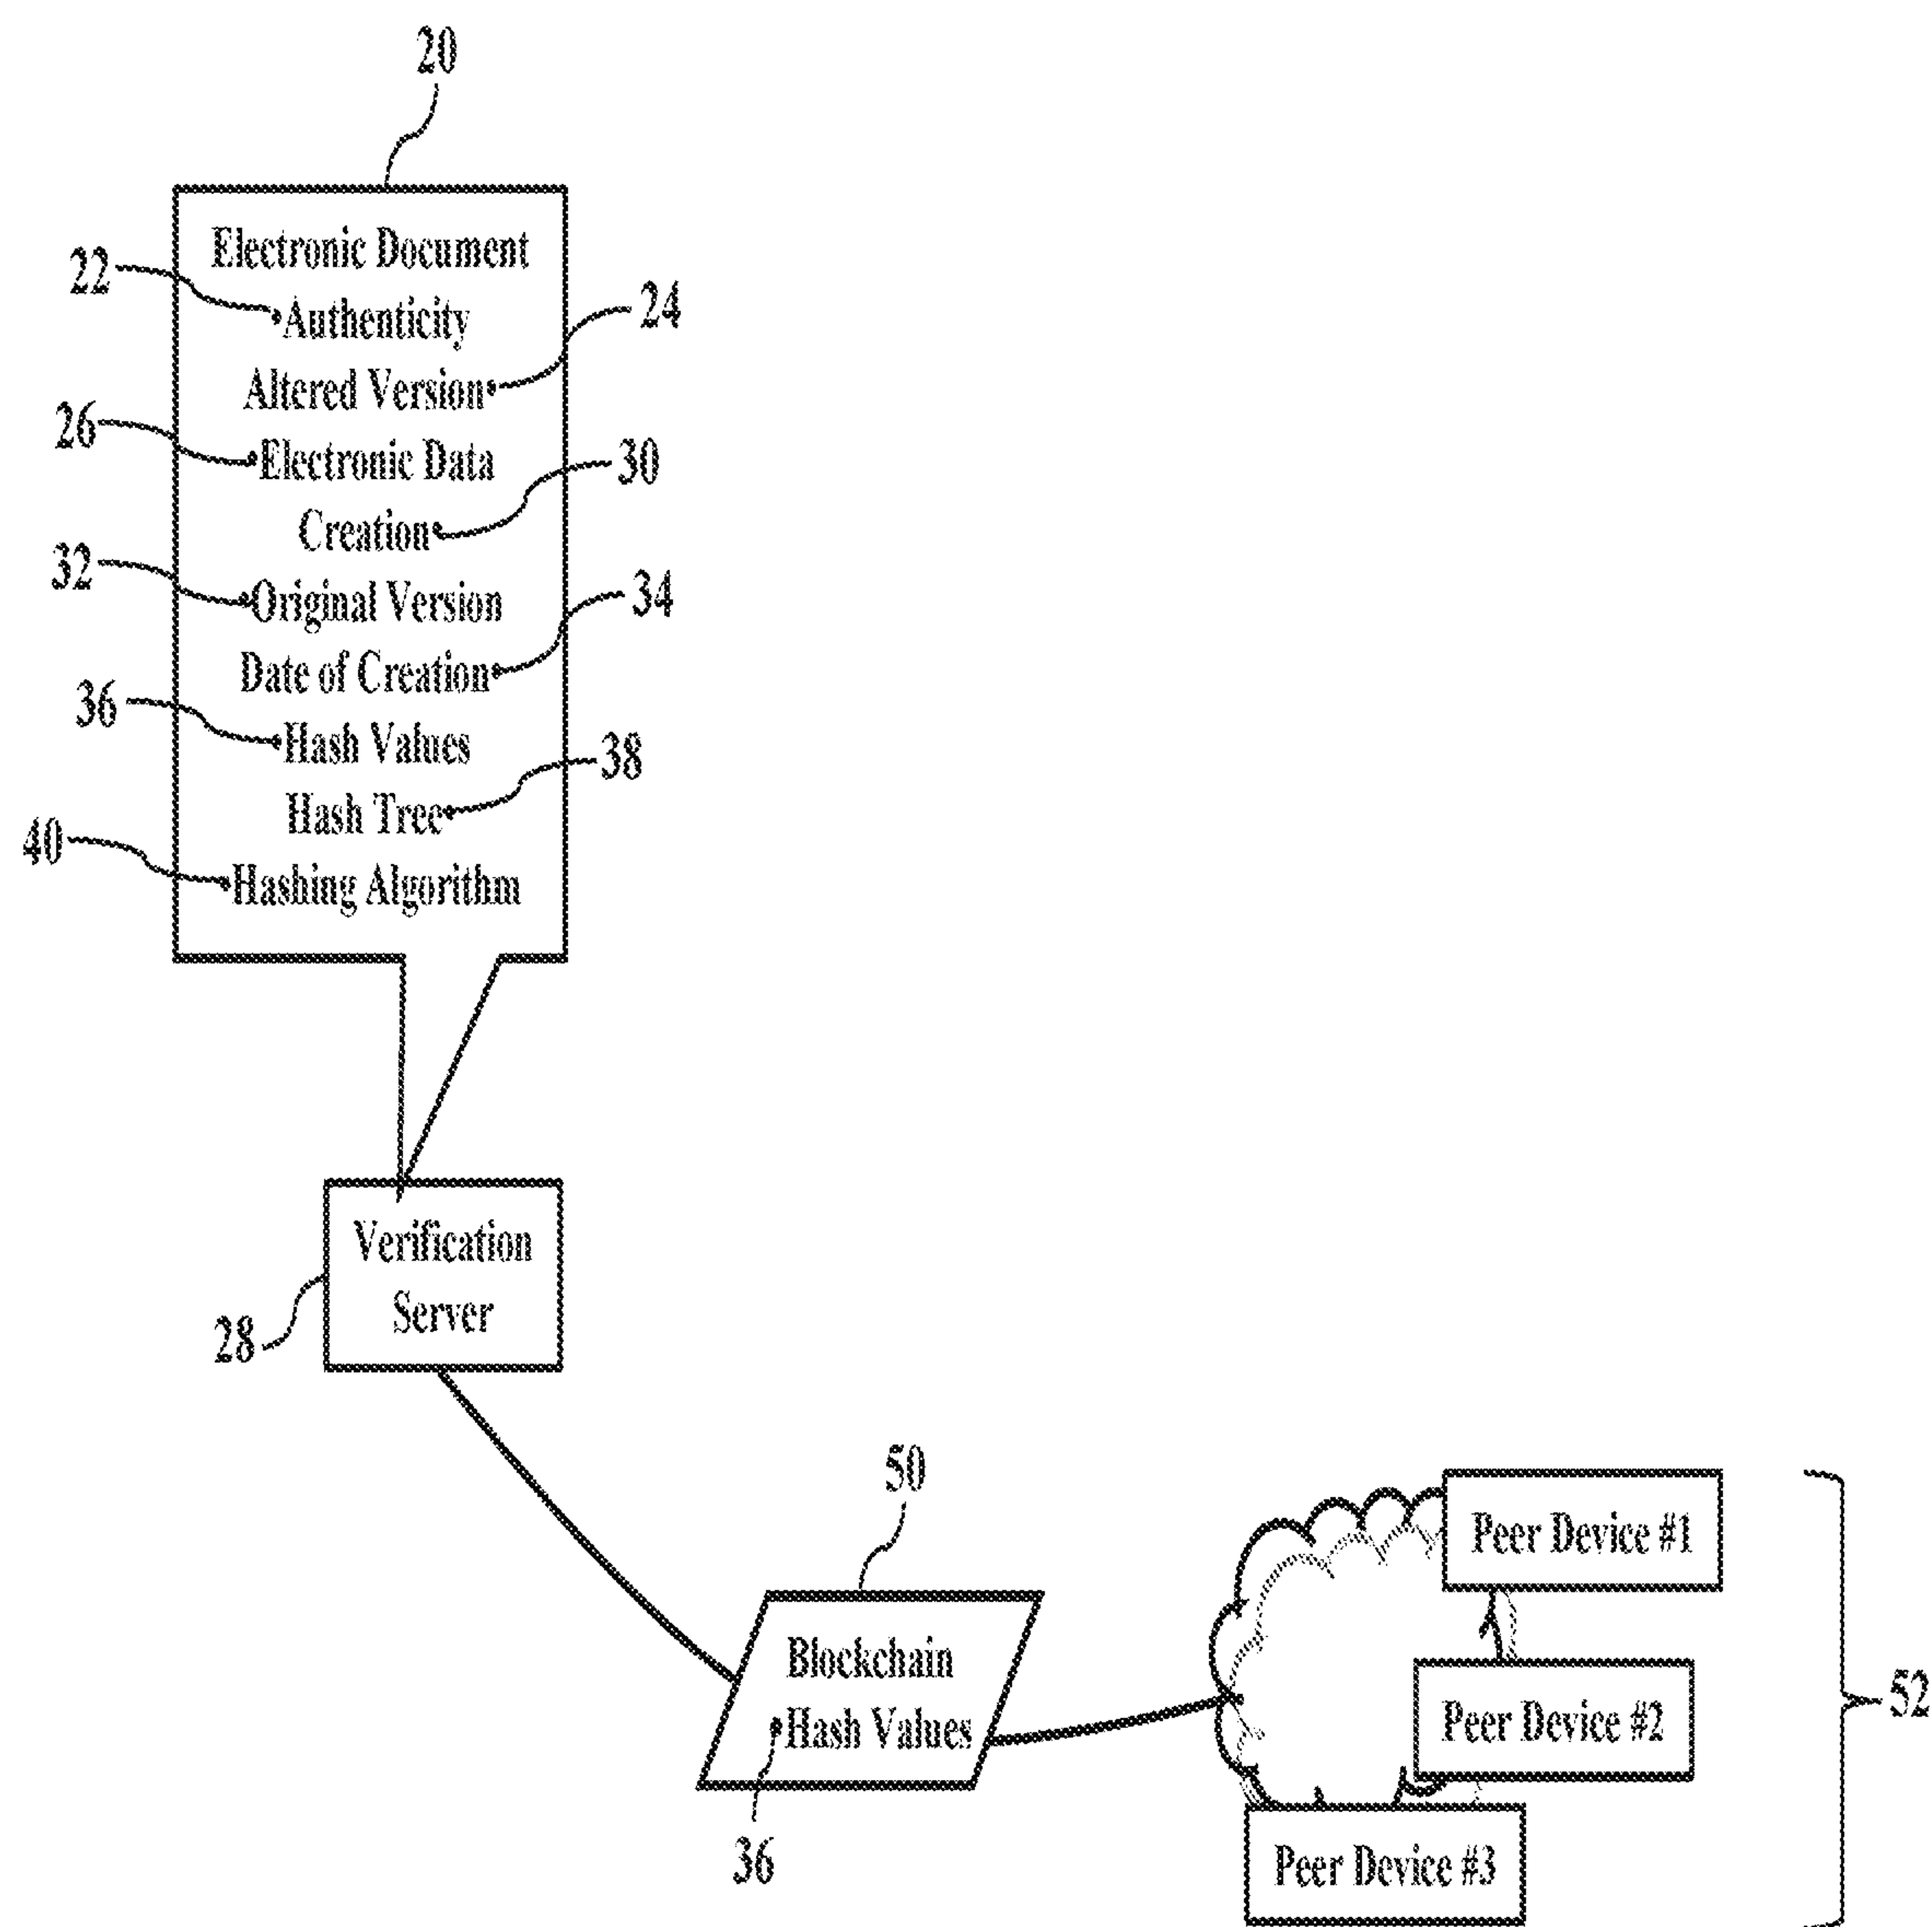 20
Electronic Document
22
Authenticity
24
Altered Version
26
Electronic Data
30
Creation
32
Original Version
34
Date of Creation
36
Hash Values
38
Hash Tree
40
Hashing Algorithm
Verification
Server
28
50
Blockchain
Hash Values
36
Peer Device #1
Peer Device #2
Peer Device #3
52